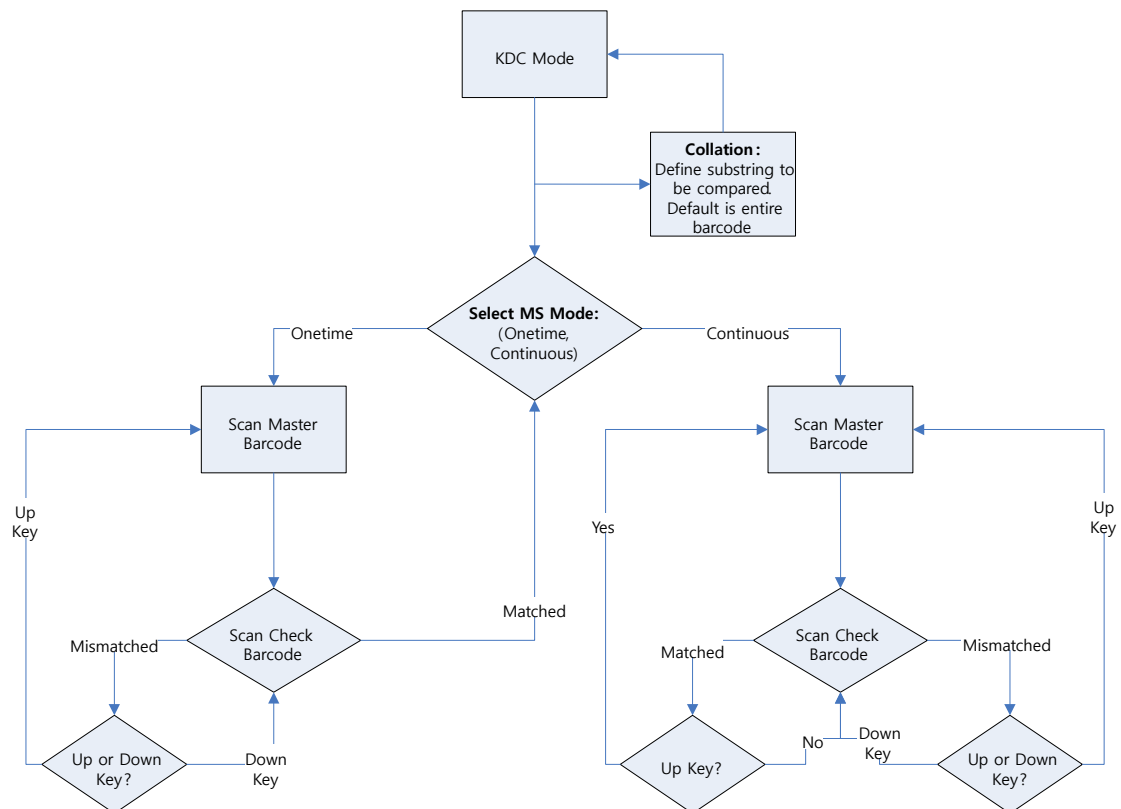 KDC Mode
Collation:
Define substring to
be compared.
Default is entire
barcode
Select MS Mode:
(Onetime,
Continuous)
Onetime
Continuous
Scan Master
Barcode
Scan Master
Barcode
Up
Key
Yes
Up
Key
Matched
Scan Check
Barcode
Scan Check
Barcode
Mismatched
Matched
Mismatched
Up or Down
Key?
Down
Key
Up Key?
No
Down
Key
Up or Down
Key?